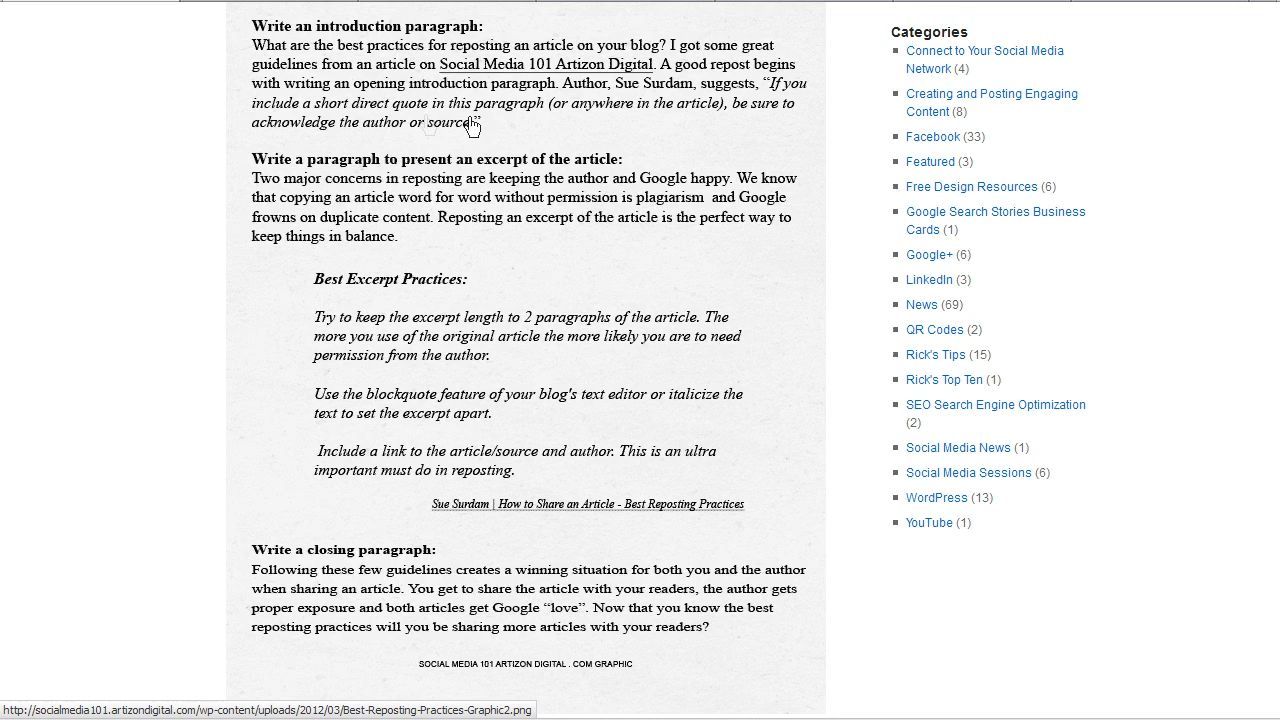 Write an introduction paragraph:
What are the best practices for reposting an article on your blog? I got some great
guidelines from an article on Social Media 101 Artizon Digital. A good repost begins
with writing an opening introduction paragraph. Author, Sue Surdam, suggests, “If you
include a short direct quote in this paragraph (or anywhere in the article), be sure to
acknowledge the author or source”
Write a paragraph to present an excerpt of the article:
Two major concerns in reposting are keeping the author and Google happy. We know
that copying an article word for word without permission is plagiarism and Google
frowns on duplicate content. Reposting an excerpt of the article is the perfect way to
keep things in balance.
Best Excerpt Practices:
Try to keep the excerpt length to 2 paragraphs of the article. The
more you use of the original article the more likely you are to need
permission from the author.
Use the blockquote feature of your blog's text editor or italicize the
text to set the excerpt apart.
Include a link to the article/source and author. This is an ultra
important must do in reposting.
Sue Surdam | How to Share an Article - Best Reposting Practices
Write a closing paragraph:
Following these few guidelines creates a winning situation for both you and the author
when sharing an article. You get to share the article with your readers, the author gets
proper exposure and both articles get Google “love”. Now that you know the best
reposting practices will you be sharing more articles with your readers?
SOCIAL MEDIA 101 ARTIZON DIGITAL . COM GRAPHIC
Categories
Connect to Your Social Media
Network (4)
Creating and Posting Engaging
Content (8)
Facebook (33)
Featured (3)
Free Design Resources (6)
Google Search Stories Business
Cards (1)
Google+ (6)
LinkedIn (3)
News (69)
QR Codes (2)
Rick's Tips (15)
Rick's Top Ten (1)
SEO Search Engine Optimization
(2)
Social Media News (1)
Social Media Sessions (6)
WordPress (13)
YouTube (1)
http://socialmedia101.artizondigital.com/wp-content/uploads/2012/03/Best-Reposting-Practices-Graphic2.png